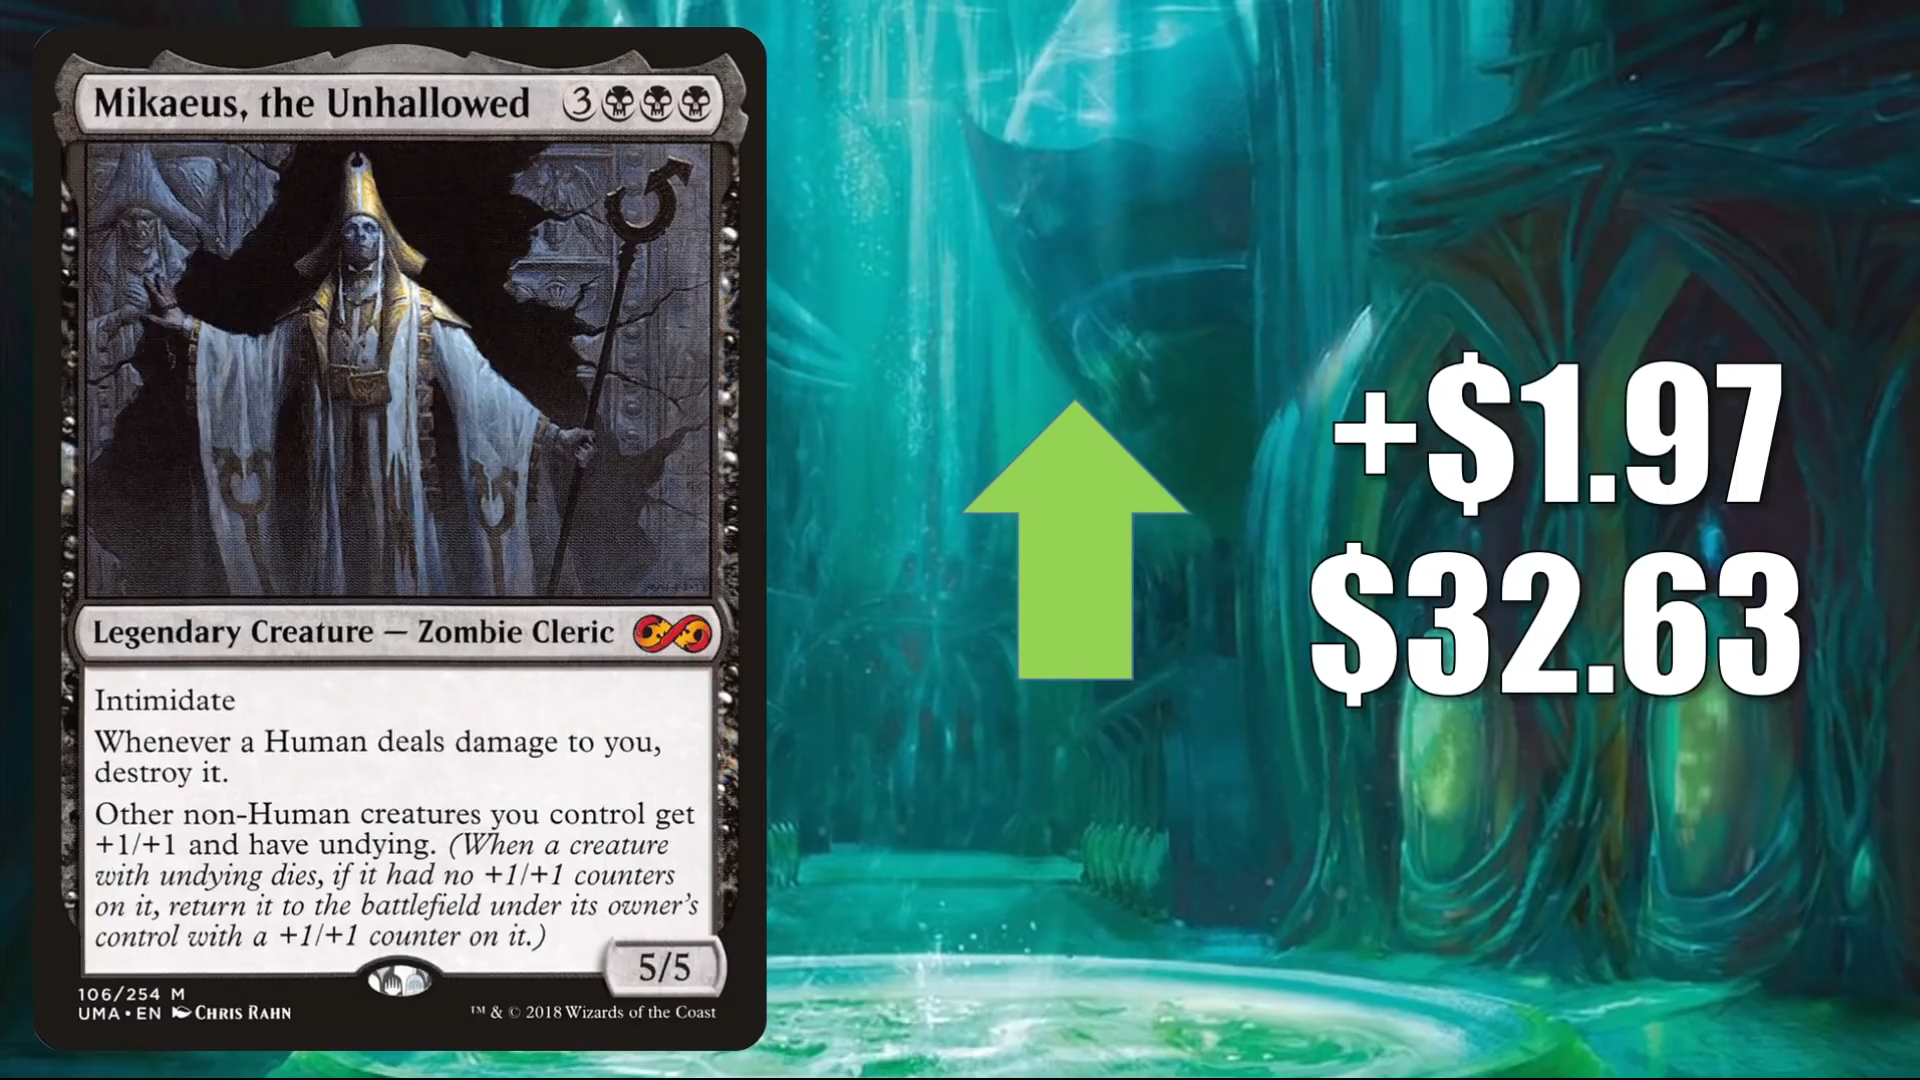 Mikaeus, the Unhallowed 3
Legendary Creature — Zombie Cleric
Intimidate
Whenever a Human deals damage to you,
destroy it.
Other non-Human creatures you control get
+1/+1 and have undying. (When a creature
with undying dies, if it had no +1/+1 counters
on it, return it to the battlefield under its owner's
control with a +1/+1 counter on it.)
5/5
106/254 M
UMA • EN CHRIS RAHN
™ & © 2018 Wizards of the Coast
+$1.97
$32.63